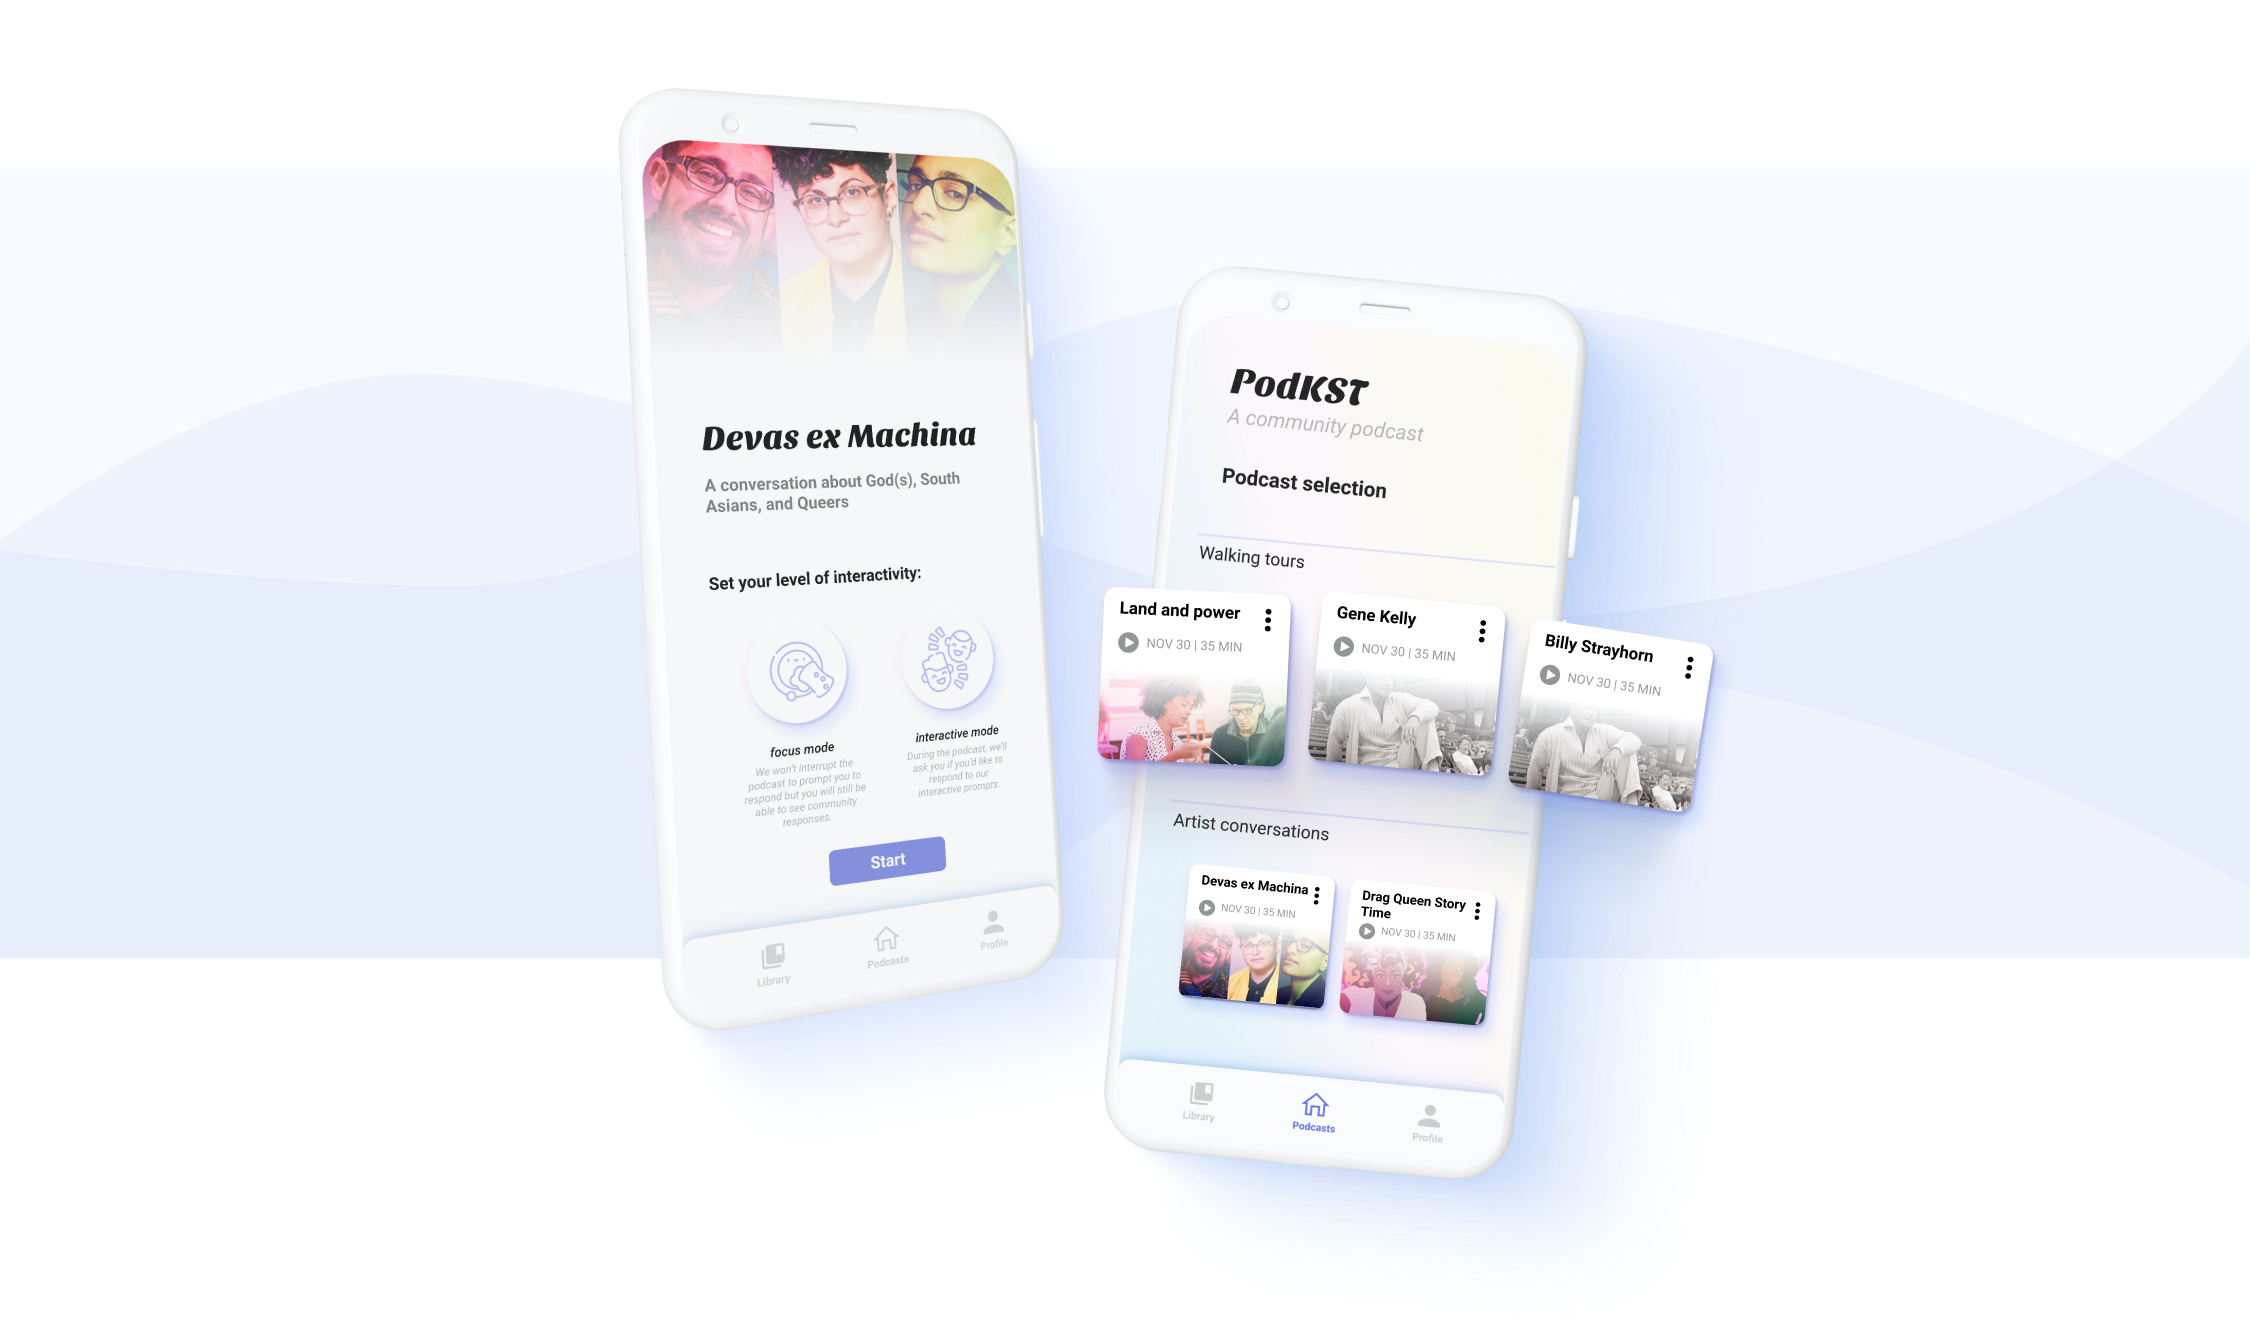 Devas ex Machina
A conversation about God(s), South
Asians, and Queers
Set your level of interactivity:
focus mode
We won't interrupt the
podcast to prompt you to
respond but you will still be
able to see community
responses.
interactive mode
During the podcast, we'll
ask you if you'd like to
respond to our
interactive prompts.
Start
Library
Podcasts
Profile
PodKST
A community podcast
Podcast selection
Walking tours
Land and power
NOV 30 | 35 MIN
Gene Kelly
NOV 30 | 35 MIN
Billy Strayhorn
NOV 30 | 35 MIN
Artist conversations
Devas ex Machina
NOV 30 | 35 MIN
Drag Queen Story
Time
NOV 30 | 35 MIN
Library
Podcasts
Profile